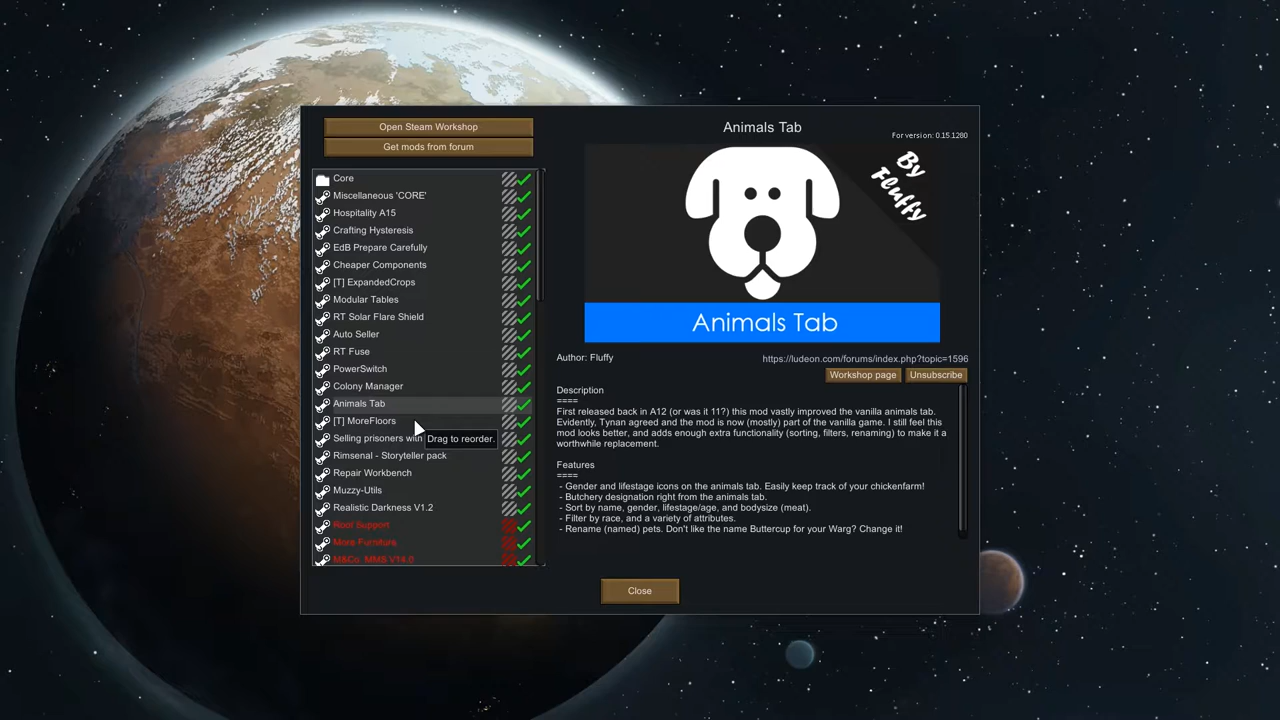 Open Steam Workshop
Get mods from forum
Core
Miscellaneous 'CORE'
Hospitality A15
Crafting Hysteresis
EdB Prepare Carefully
Cheaper Components
[T] ExpandedCrops
Modular Tables
RT Solar Flare Shield
Auto Seller
RT Fuse
PowerSwitch
Colony Manager
Animals Tab
[T] MoreFloors
Selling prisoners with
Drag to reorder.
Rimsenal - Storyteller pack
Repair Workbench
Muzzy-Utils
Realistic Darkness V1.2
Roof Support
More Furniture
M&Co. MMS V14.0
Animals Tab
For version: 0.15.1280
By
Fluffy
Animals Tab
Author: Fluffy
https://ludeon.com/forums/index.php?topic=1596
Workshop page
Unsubscribe
Description
====
First released back in A12 (or was it 11?) this mod vastly improved the vanilla animals tab.
Evidently, Tynan agreed and the mod is now (mostly) part of the vanilla game. I still feel this
mod looks better, and adds enough extra functionality (sorting, filters, renaming) to make it a
worthwhile replacement.
Features
====
- Gender and lifestage icons on the animals tab. Easily keep track of your chickenfarm!
- Butchery designation right from the animals tab.
- Sort by name, gender, lifestage/age, and bodysize (meat).
- Filter by race, and a variety of attributes.
- Rename (named) pets. Don't like the name Buttercup for your Warg? Change it!
Close